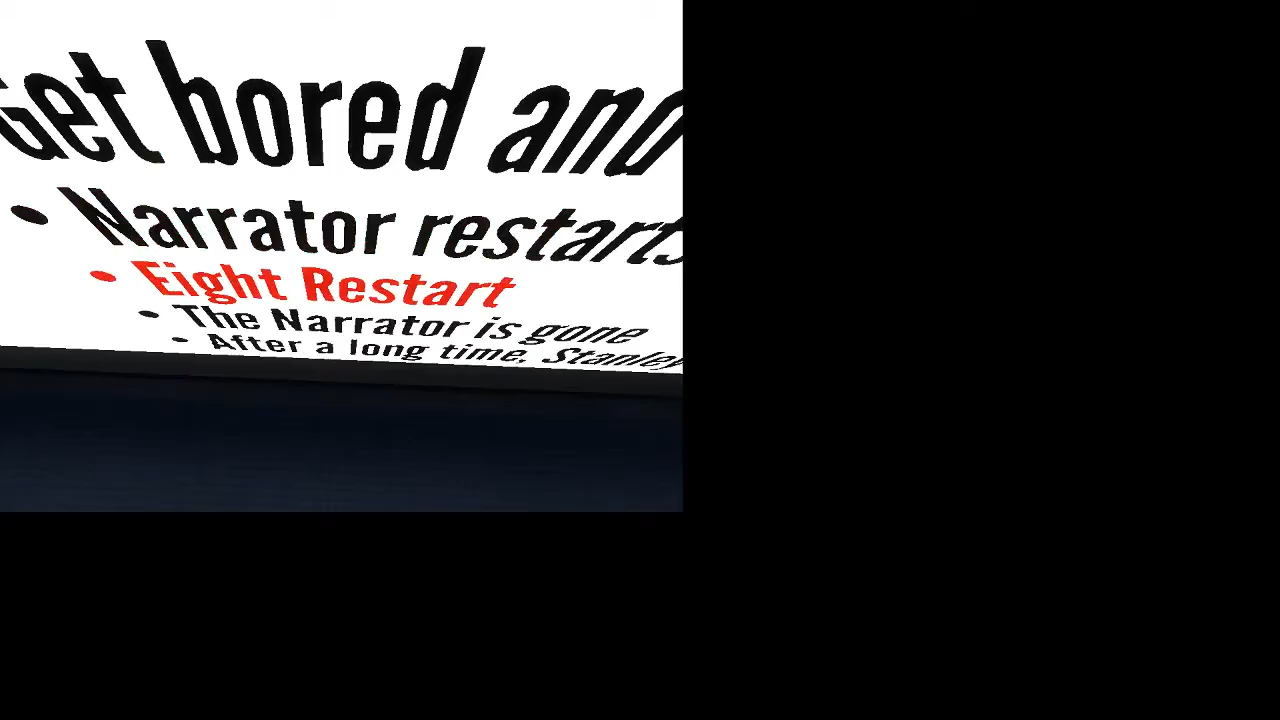 Get bored and
• Narrator restarts
• Eight Restart
• The Narrator is gone
• After a long time, Stanley